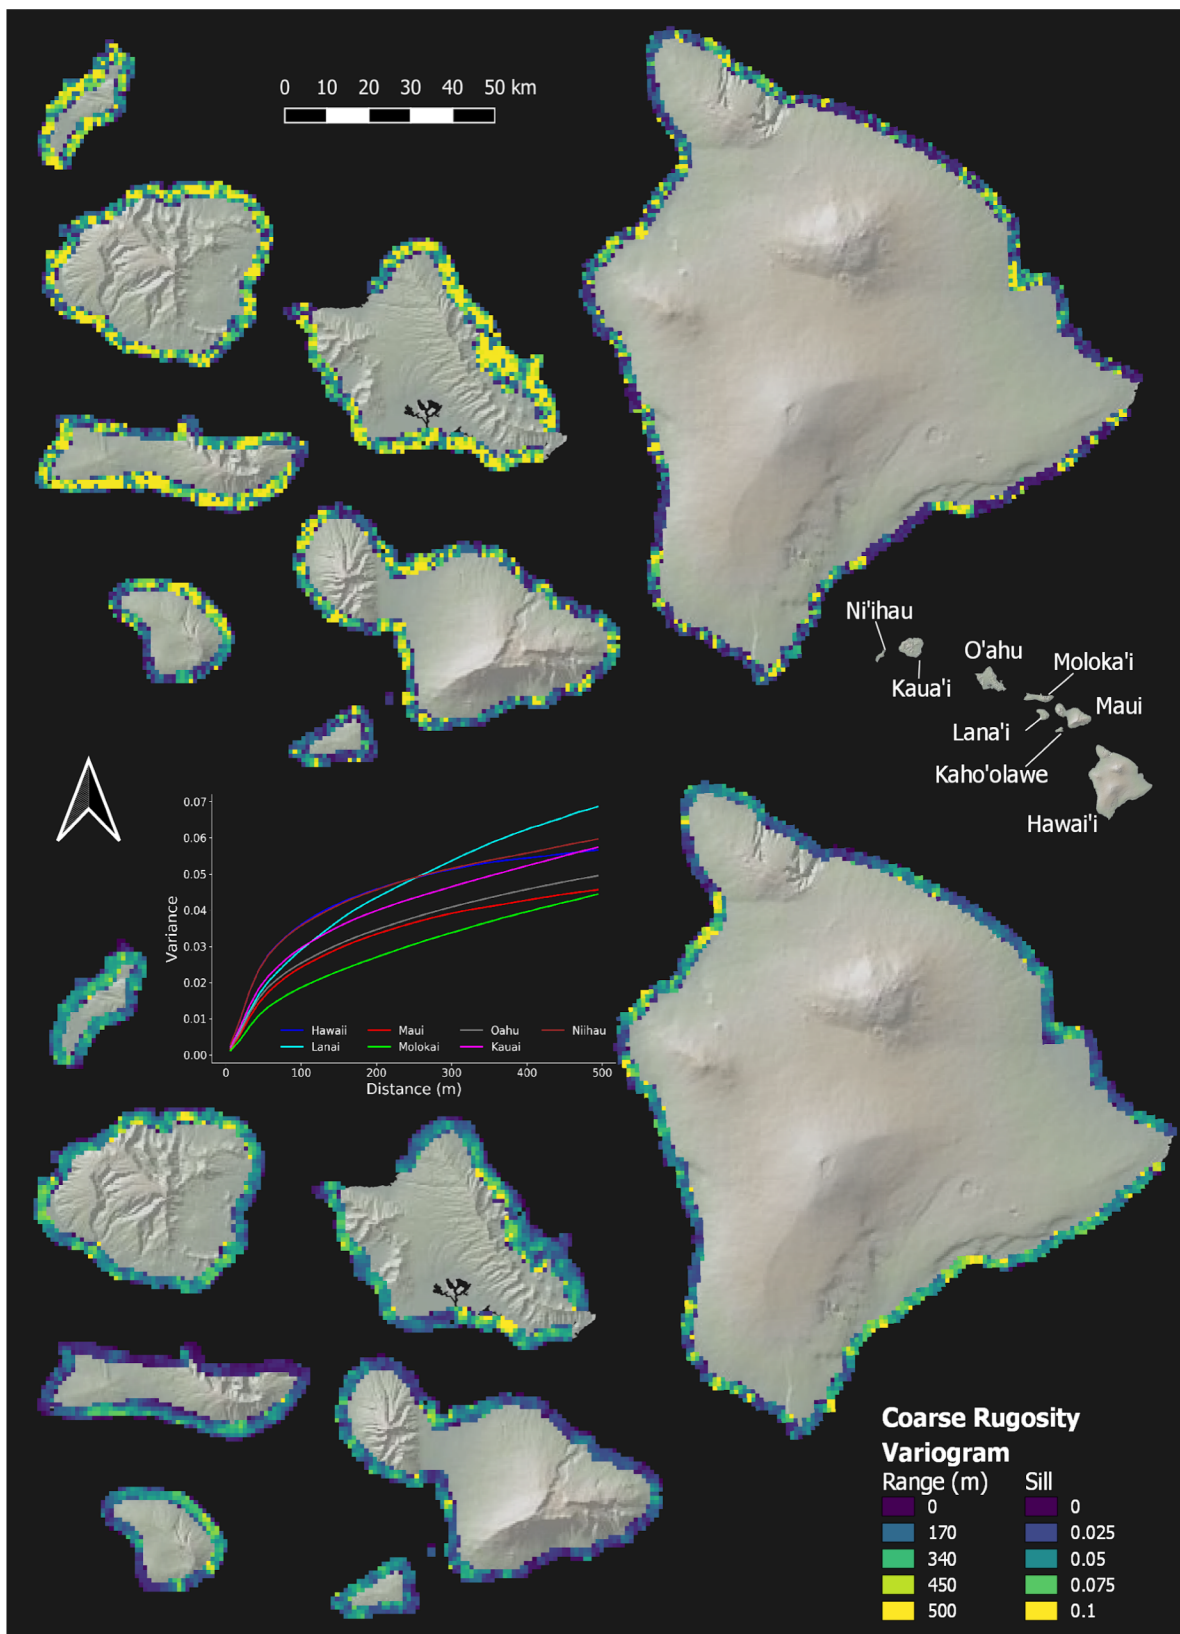 0 10 20 30 40 50 km
Ni'ihau
O'ahu
Moloka'i
Kaua'i
Maui
Lana'i
Kaho'olawe
Hawai'i
0.07
0.06
0.05
0.04
0.03
0.02
0.01
0.00
Variance
Hawaii Maui Oahu Niihau
Lanai Molokai Kauai
0 100 200 300 400 500
Distance (m)
Coarse Rugosity
Variogram
Range (m) Sill
0 0
170 0.025
340 0.05
450 0.075
500 0.1